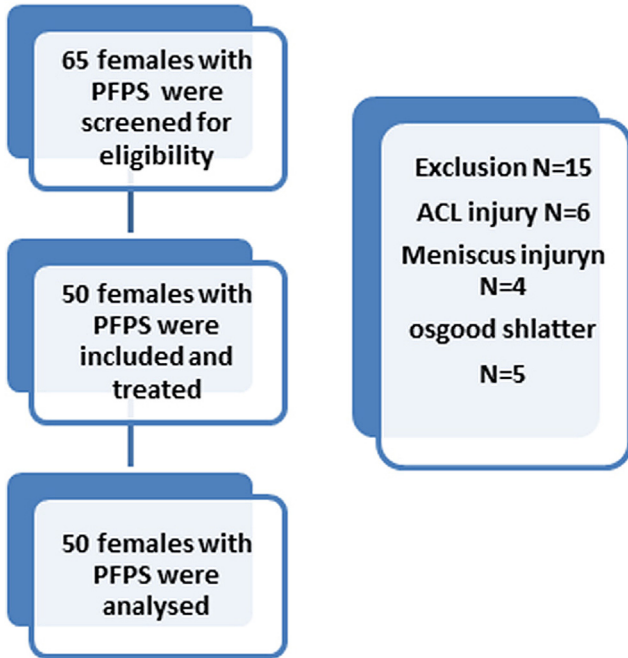 65 females with
PFPS were
screened for
eligibility
50 females with
PFPS were
included and
treated
50 females with
PFPS were
analysed
Exclusion N=15
ACL injury N=6
Meniscus injuryn
N=4
osgood shlatter
N=5